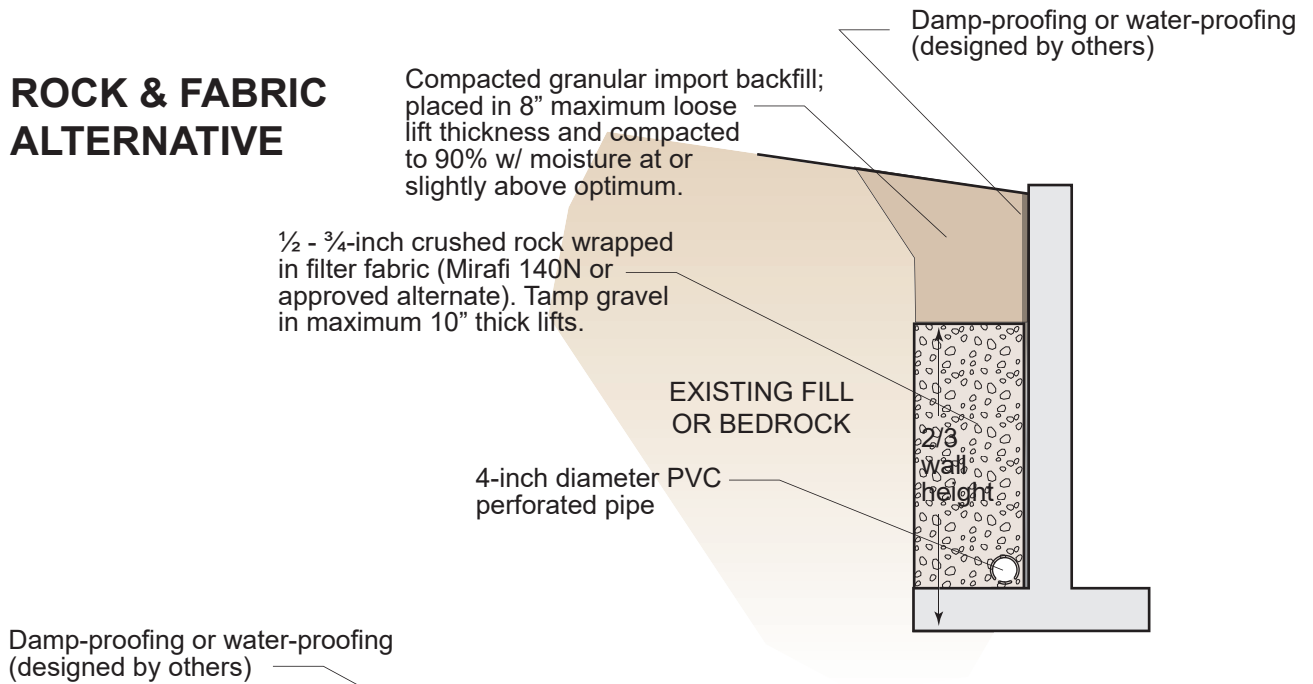 Damp-proofing or water-proofing
(designed by others)
ROCK & FABRIC
ALTERNATIVE
Compacted granular import backfill;
placed in 8” maximum loose
lift thickness and compacted
to 90% w/ moisture at or
slightly above optimum.
½ - ¾-inch crushed rock wrapped
in filter fabric (Mirafi 140N or
approved alternate). Tamp gravel
in maximum 10” thick lifts.
EXISTING FILL
OR BEDROCK
2/3
wall
height
4-inch diameter PVC
perforated pipe
Damp-proofing or water-proofing
(designed by others)